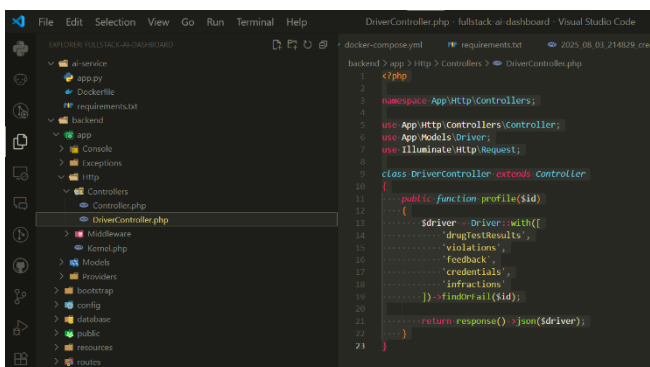 File Edit Selection View Go Run Terminal Help
DriverController.php - fullstack-ai-dashboard - Visual Studio Code
EXPLORER: FULLSTACK-AI-DASHBOARD
ai-service
app.py
Dockerfile
requirements.txt
backend
app
Console
Exceptions
Http
Controllers
Controller.php
DriverController.php
Middleware
Kernel.php
Models
Providers
bootstrap
config
database
public
resources
routes
docker-compose.yml
requirements.txt
2025_08_03_214829_cre
backend > app > Http > Controllers > DriverController.php
1 <?php
2
3 namespace App\Http\Controllers;
4
5 use App\Http\Controllers\Controller;
6 use App\Models\Driver;
7 use Illuminate\Http\Request;
8
9 class DriverController extends Controller
10 {
11 public function profile($id)
12 {
13 $driver = Driver::with([
14 'drugTestResults',
15 'violations',
16 'feedback',
17 'credentials',
18 'infractions'
19 ])->findOrFail($id);
20
21 return response()->json($driver);
22 }
23 }